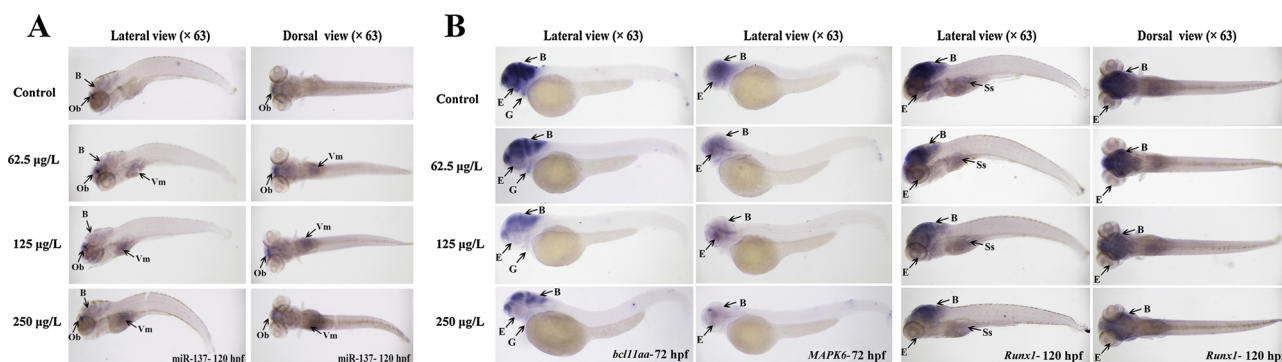 A
B
Lateral view (× 63)
Dorsal view (× 63)
Lateral view (× 63)
Lateral view (× 63)
Lateral view (× 63)
Dorsal view (× 63)
Control
B
Ob
Control
B
E
G
B
E
B
E
Ss
B
E
62.5 μg/L
B
Ob
Vm
Vm
Ob
62.5 μg/L
B
E
G
B
E
B
E
Ss
B
E
125 μg/L
B
Ob
Vm
Vm
Ob
125 μg/L
B
E
G
B
E
B
E
Ss
B
E
250 μg/L
B
Ob
Vm
Ob
Vm
250 μg/L
B
E
G
B
E
B
E
Ss
B
E
miR-137- 120 hpf
miR-137- 120 hpf
bcl11aa-72 hpf
MAPK6-72 hpf
Runx1- 120 hpf
Runx1- 120 hpf